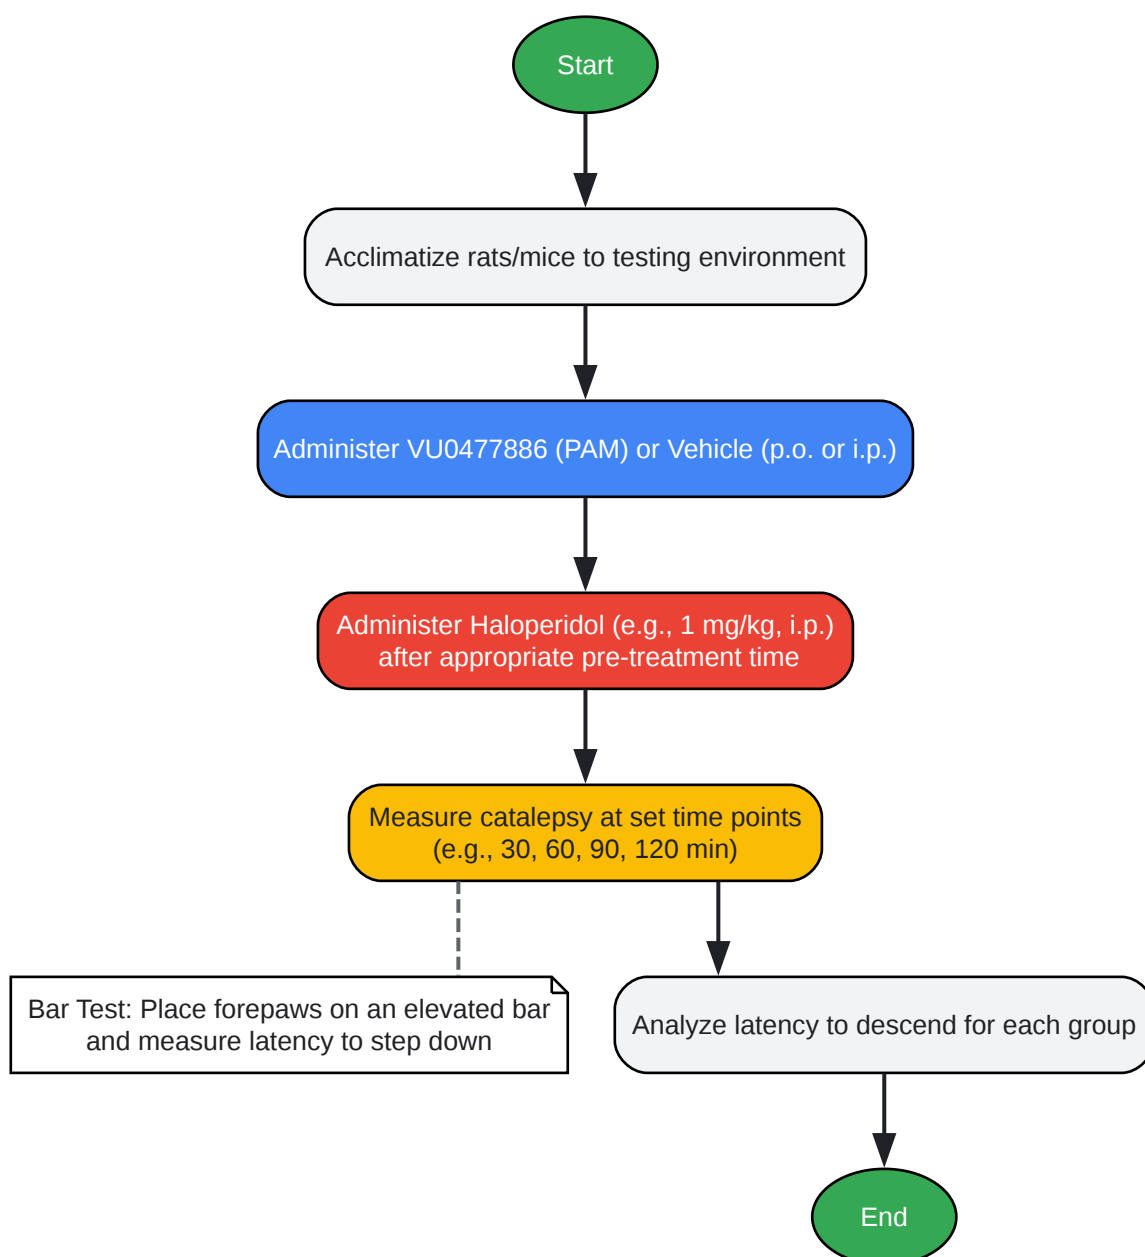 Start
Acclimatize rats/mice to testing environment
Administer VU0477886 (PAM) or Vehicle (p.o. or i.p.)
Administer Haloperidol (e.g., 1 mg/kg, i.p.)
after appropriate pre-treatment time
Measure catalepsy at set time points
(e.g., 30, 60, 90, 120 min)
Bar Test: Place forepaws on an elevated bar
and measure latency to step down
Analyze latency to descend for each group
End